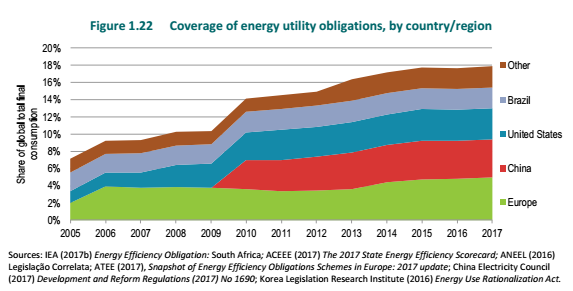 Figure 1.22 Coverage of energy utility obligations, by country/region
Share of global total final
consumption
20%
18%
16%
14%
12%
10%
8%
6%
4%
2%
0%
2005 2006 2007 2008 2009 2010 2011 2012 2013 2014 2015 2016 2017
Other
Brazil
United States
China
Europe
Sources: IEA (2017b) Energy Efficiency Obligation: South Africa; ACEEE (2017) The 2017 State Energy Efficiency Scorecard; ANEEL (2016)
Legislação Correlata; ATEE (2017), Snapshot of Energy Efficiency Obligations Schemes in Europe: 2017 update; China Electricity Council
(2017) Development and Reform Regulations (2017) No 1690; Korea Legislation Research Institute (2016) Energy Use Rationalization Act.